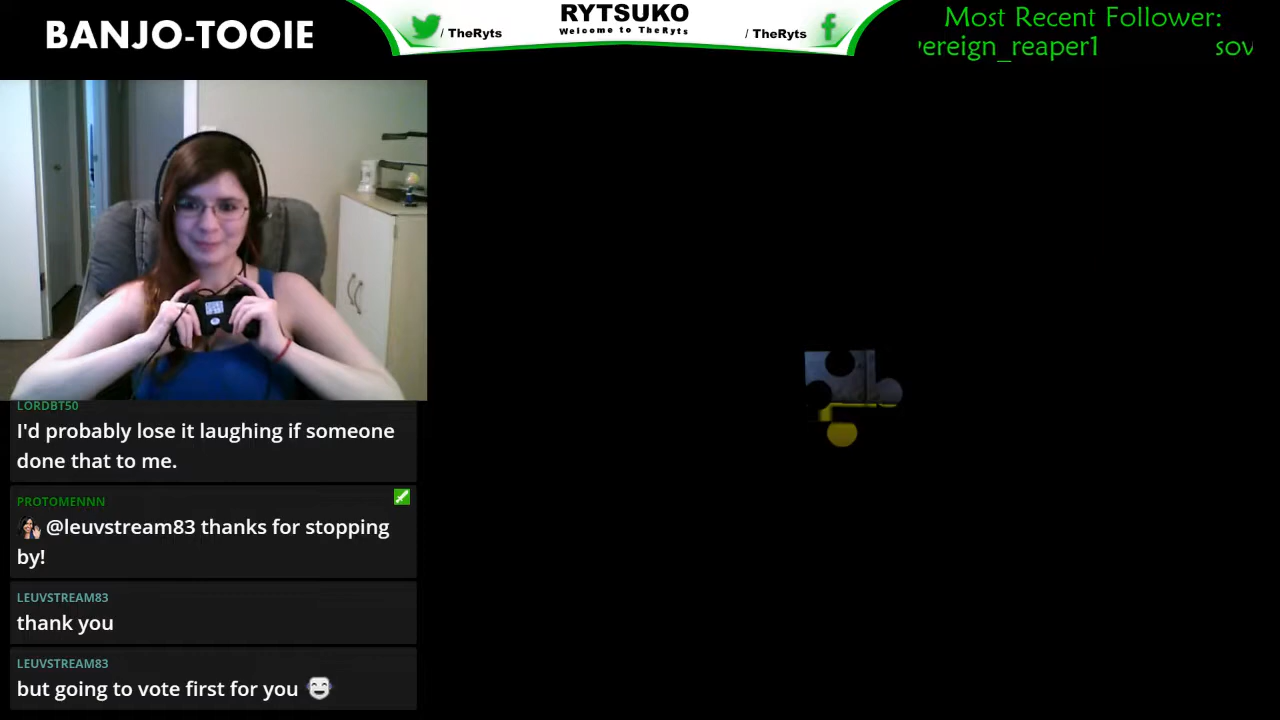 BANJO-TOOIE
/ TheRyts
RYTSUKO
Welcome to TheRyts
/ TheRyts
Most Recent Follower:
ereign_reaper1 sov
LORDBT50
I'd probably lose it laughing if someone
done that to me.
PROTOMENNN
@leuvstream83 thanks for stopping
by!
LEUVSTREAM83
thank you
LEUVSTREAM83
but going to vote first for you